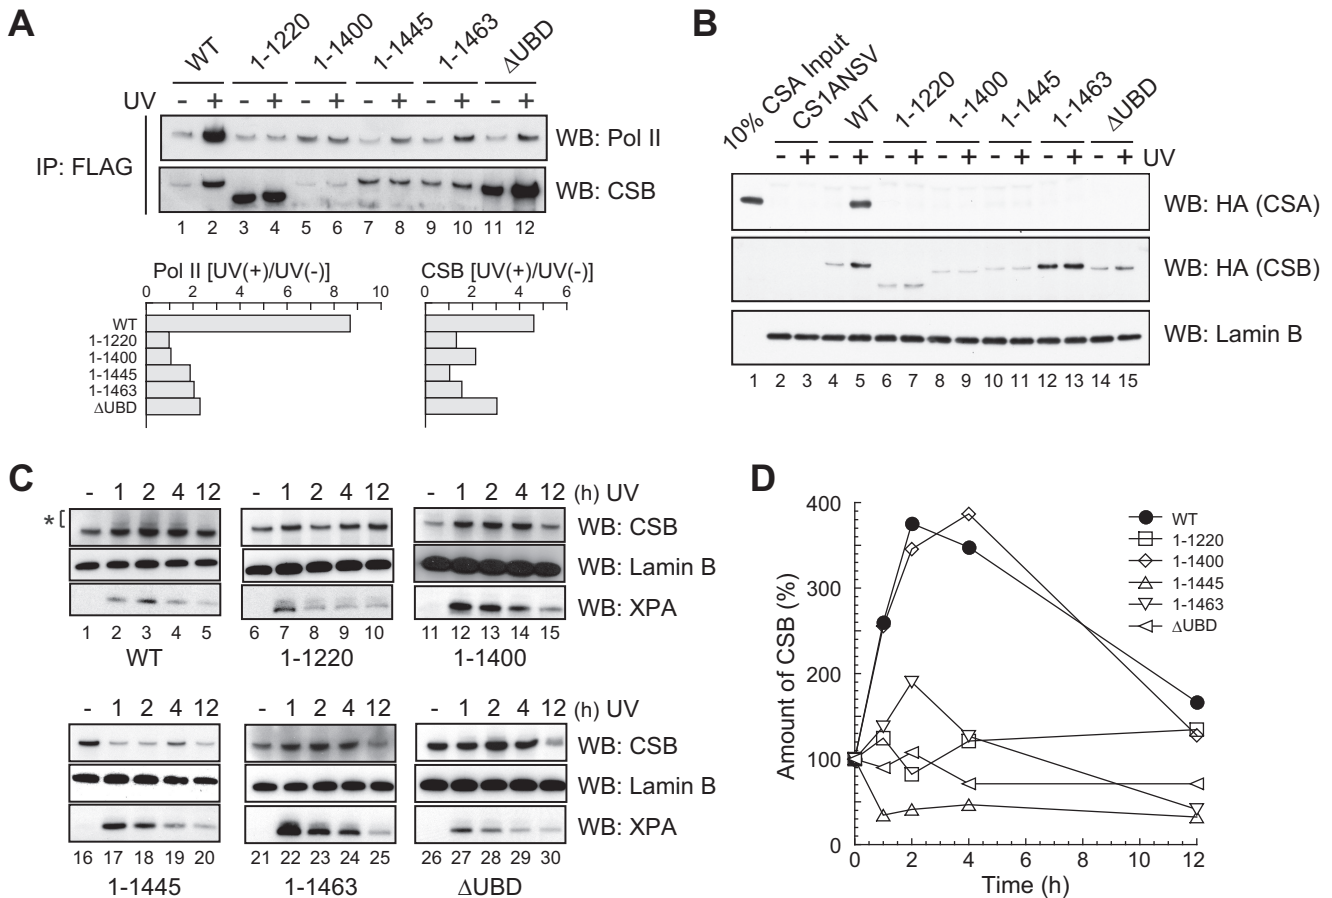 A
WT 1-1220 1-1400 1-1445 1-1463 ΔUBD
UV - + - + - + - + - + - +
IP: FLAG
WB: Pol II
WB: CSB
1 2 3 4 5 6 7 8 9 10 11 12
Pol II [UV(+)/UV(-)]
0 2 4 6 8 10
WT
1-1220
1-1400
1-1445
1-1463
ΔUBD
CSB [UV(+)/UV(-)]
0 2 4 6
B
10% CSA Input CS1ANSV WT 1-1220 1-1400 1-1445 1-1463 ΔUBD
- + - + - + - + - + - + - + UV
WB: HA (CSA)
WB: HA (CSB)
WB: Lamin B
1 2 3 4 5 6 7 8 9 10 11 12 13 14 15
C
- 1 2 4 12 - 1 2 4 12 - 1 2 4 12 (h) UV
*
WB: CSB
WB: Lamin B
WB: XPA
1 2 3 4 5 6 7 8 9 10 11 12 13 14 15
WT 1-1220 1-1400
- 1 2 4 12 - 1 2 4 12 - 1 2 4 12 (h) UV
WB: CSB
WB: Lamin B
WB: XPA
16 17 18 19 20 21 22 23 24 25 26 27 28 29 30
1-1445 1-1463 ΔUBD
D
Amount of CSB (%)
400
300
200
100
0
0 2 4 6 8 10 12
Time (h)
WT
1-1220
1-1400
1-1445
1-1463
ΔUBD